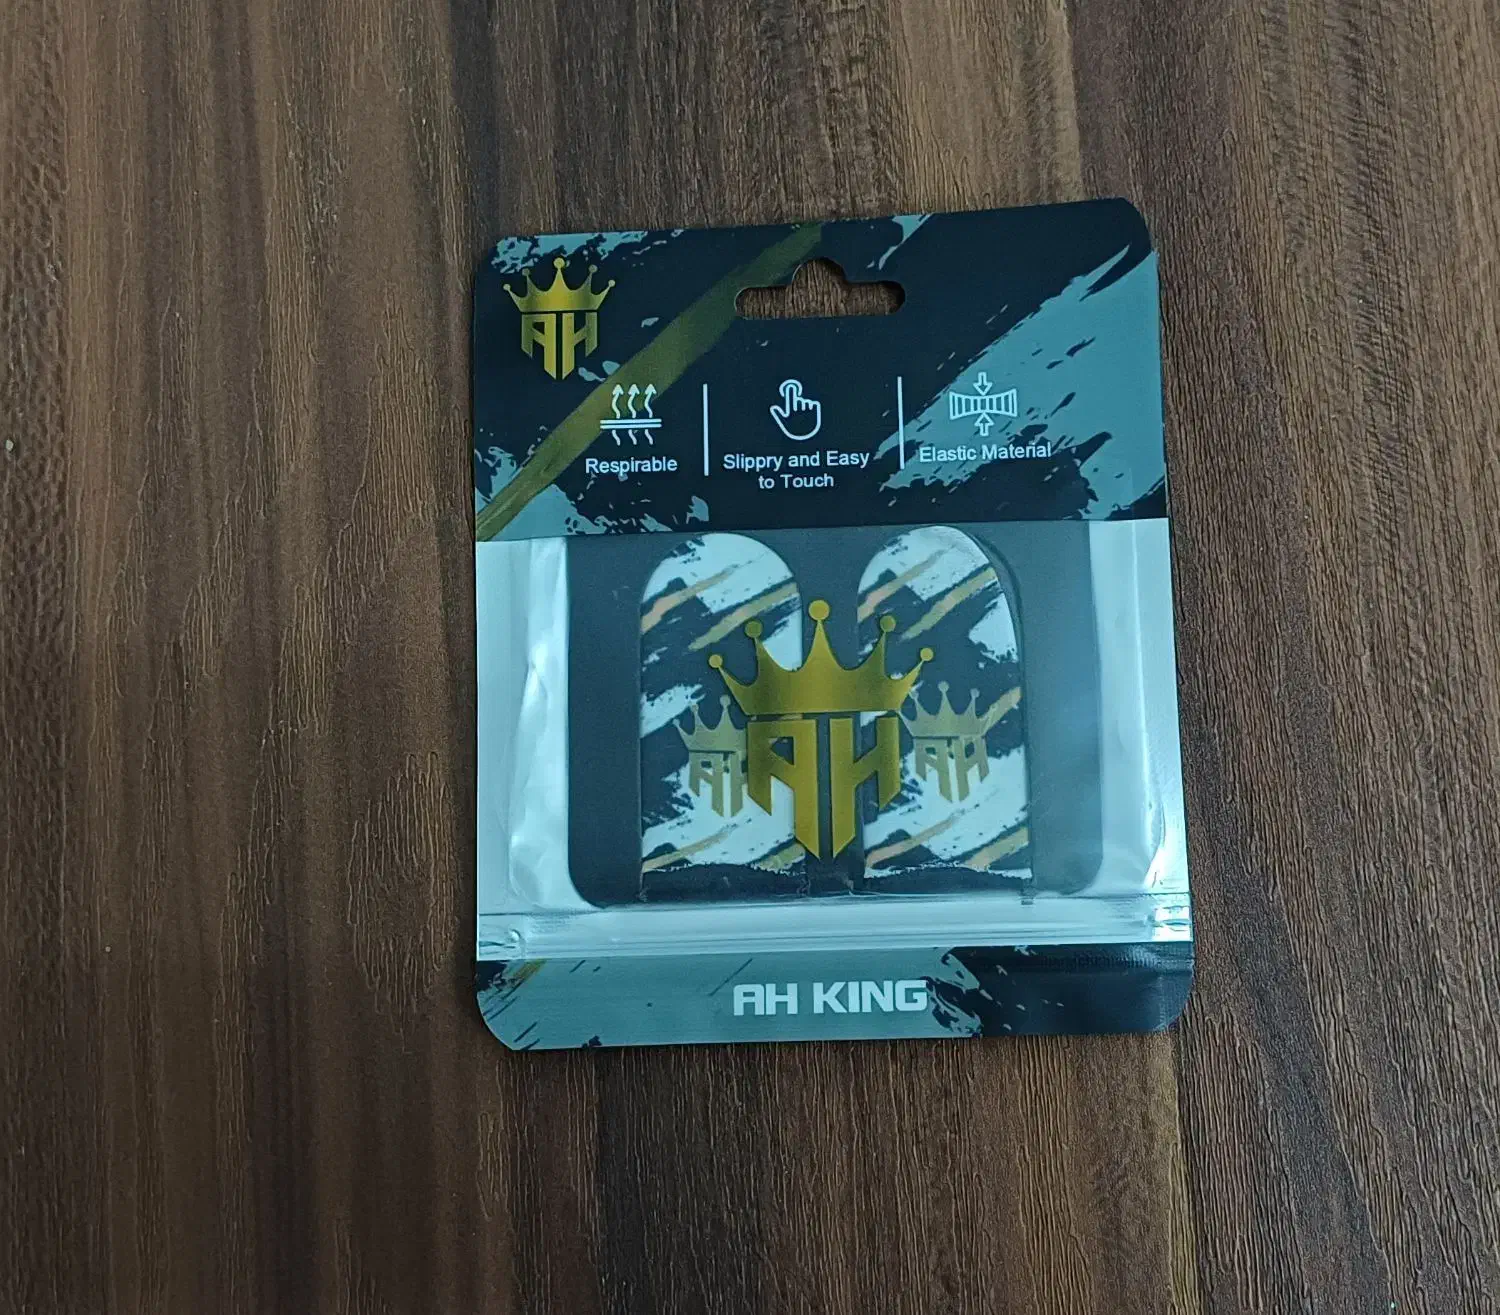 AH
Respirable
Slippry and Easy
to Touch
Elastic Material
AH
AH
AH
AH KING